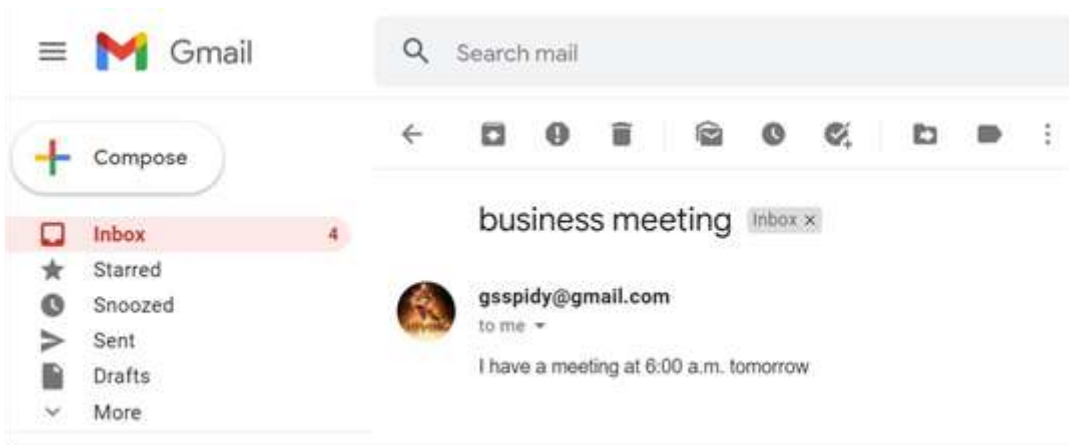 Gmail
Search mail
Compose
Inbox 4
Starred
Snoozed
Sent
Drafts
More
business meeting Inbox ×
gsspidy@gmail.com
to me
I have a meeting at 6:00 a.m. tomorrow